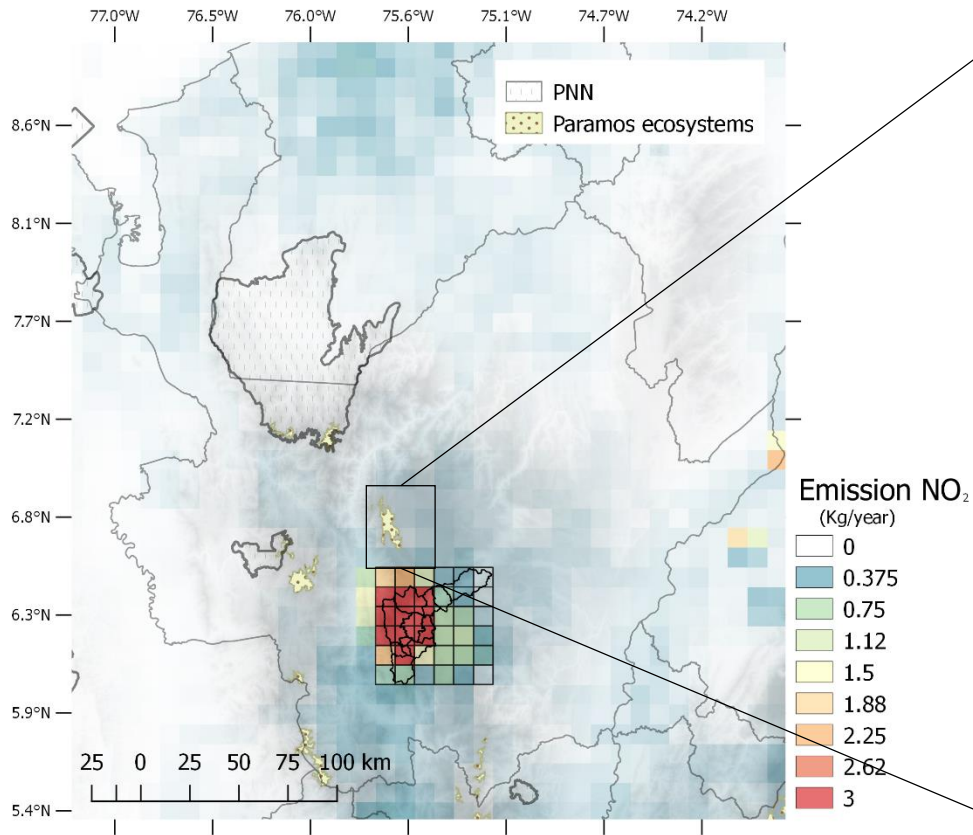 77.0°W 76.5°W 76.0°W 75.6°W 75.1°W 74.7°W 74.2°W
PNN
Paramos ecosystems
8.6°N
8.1°N
7.7°N
7.2°N
6.8°N
6.3°N
5.9°N
5.4°N
Emission NO₂
(Kg/year)
0
0.375
0.75
1.12
1.5
1.88
2.25
2.62
3
25 0 25 50 75 100 km